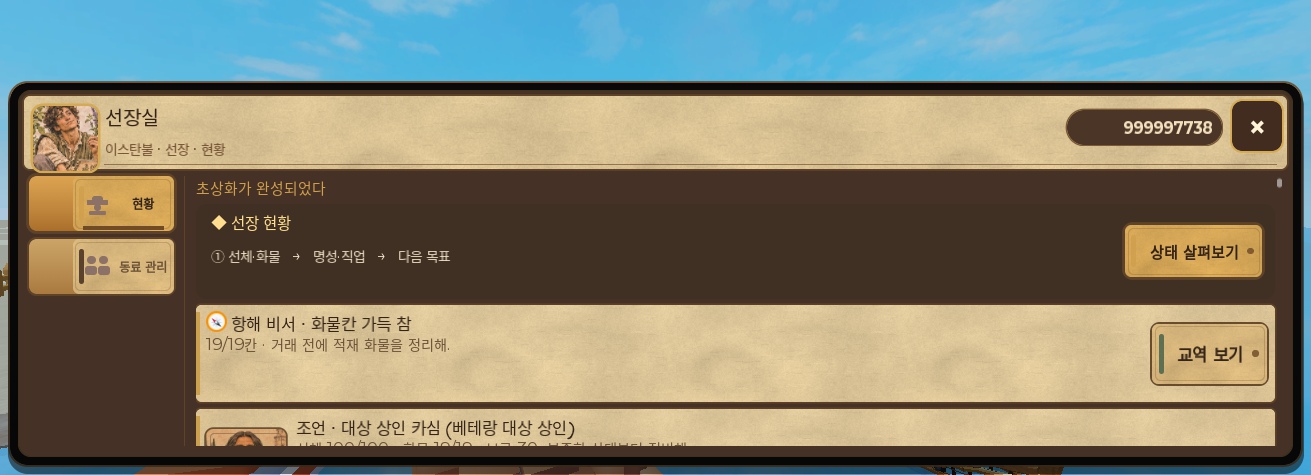 선장실
이스탄불 · 선장 · 현황
999997738
×
현황
동료 관리
초상화가 완성되었다
◆ 선장 현황
① 선체·화물 → 명성·직업 → 다음 목표
상태 살펴보기
항해 비서 · 화물칸 가득 참
19/19칸 · 거래 전에 적재 화물을 정리해.
교역 보기
조언 · 대상 상인 카심 (베테랑 대상 상인)